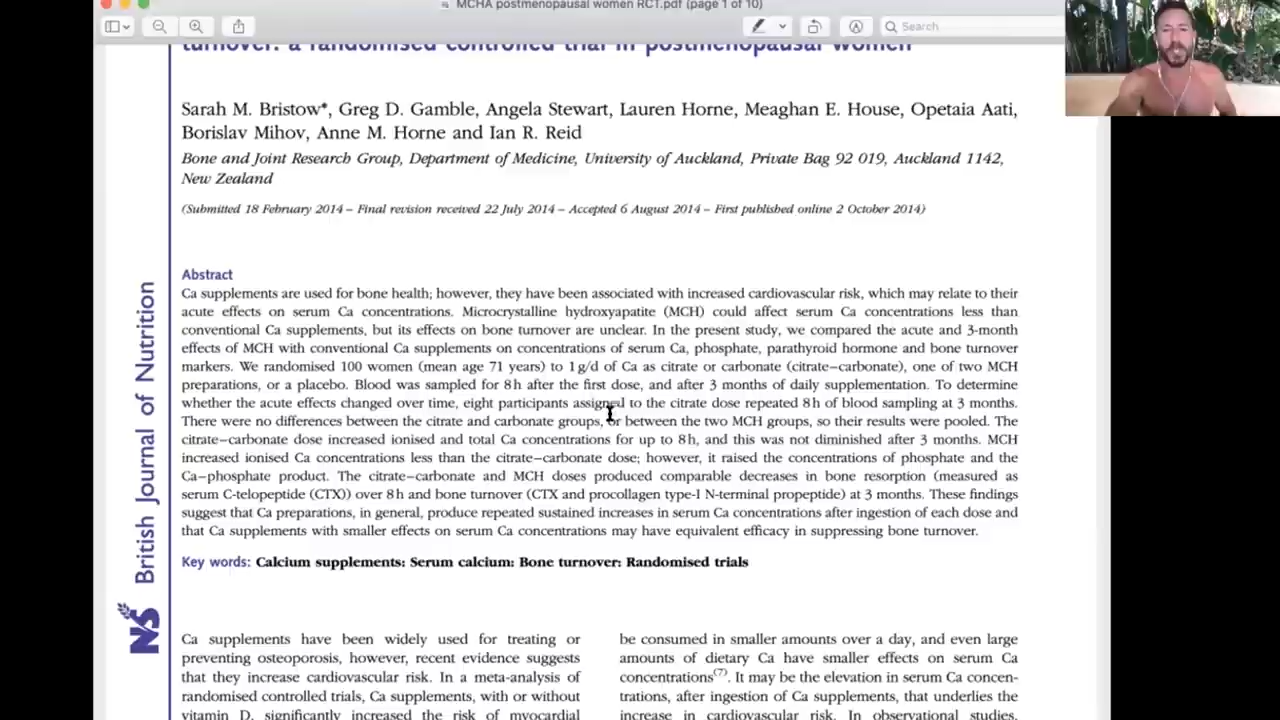 MCHA postmenopausal women RCT.pdf (page 1 of 10)
Search
turnover: a randomised controlled trial in postmenopausal women
Sarah M. Bristow*, Greg D. Gamble, Angela Stewart, Lauren Horne, Meaghan E. House, Opetaia Aati,
Borislav Mihov, Anne M. Horne and Ian R. Reid
Bone and Joint Research Group, Department of Medicine, University of Auckland, Private Bag 92 019, Auckland 1142,
New Zealand
(Submitted 18 February 2014 – Final revision received 22 July 2014 – Accepted 6 August 2014 – First published online 2 October 2014)
Abstract
Ca supplements are used for bone health; however, they have been associated with increased cardiovascular risk, which may relate to their
acute effects on serum Ca concentrations. Microcrystalline hydroxyapatite (MCH) could affect serum Ca concentrations less than
conventional Ca supplements, but its effects on bone turnover are unclear. In the present study, we compared the acute and 3-month
effects of MCH with conventional Ca supplements on concentrations of serum Ca, phosphate, parathyroid hormone and bone turnover
markers. We randomised 100 women (mean age 71 years) to 1 g/d of Ca as citrate or carbonate (citrate–carbonate), one of two MCH
preparations, or a placebo. Blood was sampled for 8 h after the first dose, and after 3 months of daily supplementation. To determine
whether the acute effects changed over time, eight participants assigned to the citrate dose repeated 8 h of blood sampling at 3 months.
There were no differences between the citrate and carbonate groups, or between the two MCH groups, so their results were pooled. The
citrate–carbonate dose increased ionised and total Ca concentrations for up to 8 h, and this was not diminished after 3 months. MCH
increased ionised Ca concentrations less than the citrate–carbonate dose; however, it raised the concentrations of phosphate and the
Ca–phosphate product. The citrate–carbonate and MCH doses produced comparable decreases in bone resorption (measured as
serum C-telopeptide (CTX)) over 8 h and bone turnover (CTX and procollagen type-I N-terminal propeptide) at 3 months. These findings
suggest that Ca preparations, in general, produce repeated sustained increases in serum Ca concentrations after ingestion of each dose and
that Ca supplements with smaller effects on serum Ca concentrations may have equivalent efficacy in suppressing bone turnover.
Key words: Calcium supplements: Serum calcium: Bone turnover: Randomised trials
British Journal of Nutrition
NS
Ca supplements have been widely used for treating or
preventing osteoporosis, however, recent evidence suggests
that they increase cardiovascular risk. In a meta-analysis of
randomised controlled trials, Ca supplements, with or without
vitamin D, significantly increased the risk of myocardial
be consumed in smaller amounts over a day, and even large
amounts of dietary Ca have smaller effects on serum Ca
concentrations(7). It may be the elevation in serum Ca concen-
trations, after ingestion of Ca supplements, that underlies the
increase in cardiovascular risk. In observational studies,